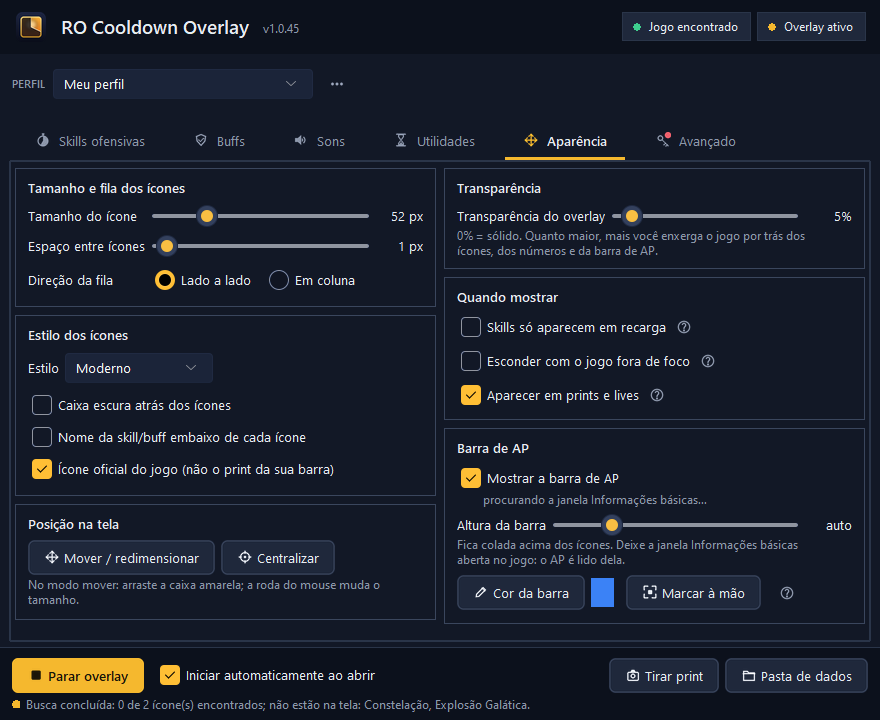 RO Cooldown Overlay v1.0.45
Jogo encontrado
Overlay ativo
PERFIL
Meu perfil
Skills ofensivas
Buffs
Sons
Utilidades
Aparência
Avançado
Tamanho e fila dos ícones
Tamanho do ícone 52 px
Espaço entre ícones 1 px
Direção da fila Lado a lado Em coluna
Estilo dos ícones
Estilo Moderno
Caixa escura atrás dos ícones
Nome da skill/buff embaixo de cada ícone
Ícone oficial do jogo (não o print da sua barra)
Posição na tela
Mover / redimensionar
Centralizar
No modo mover: arraste a caixa amarela; a roda do mouse muda o
tamanho.
Transparência
Transparência do overlay 5%
0% = sólido. Quanto maior, mais você enxerga o jogo por trás dos
ícones, dos números e da barra de AP.
Quando mostrar
Skills só aparecem em recarga
Esconder com o jogo fora de foco
Aparecer em prints e lives
Barra de AP
Mostrar a barra de AP
procurando a janela Informações básicas...
Altura da barra auto
Fica colada acima dos ícones. Deixe a janela Informações básicas
aberta no jogo: o AP é lido dela.
Cor da barra
Marcar à mão
Parar overlay
Iniciar automaticamente ao abrir
Tirar print
Pasta de dados
Busca concluída: 0 de 2 ícone(s) encontrados; não estão na tela: Constelação, Explosão Galática.